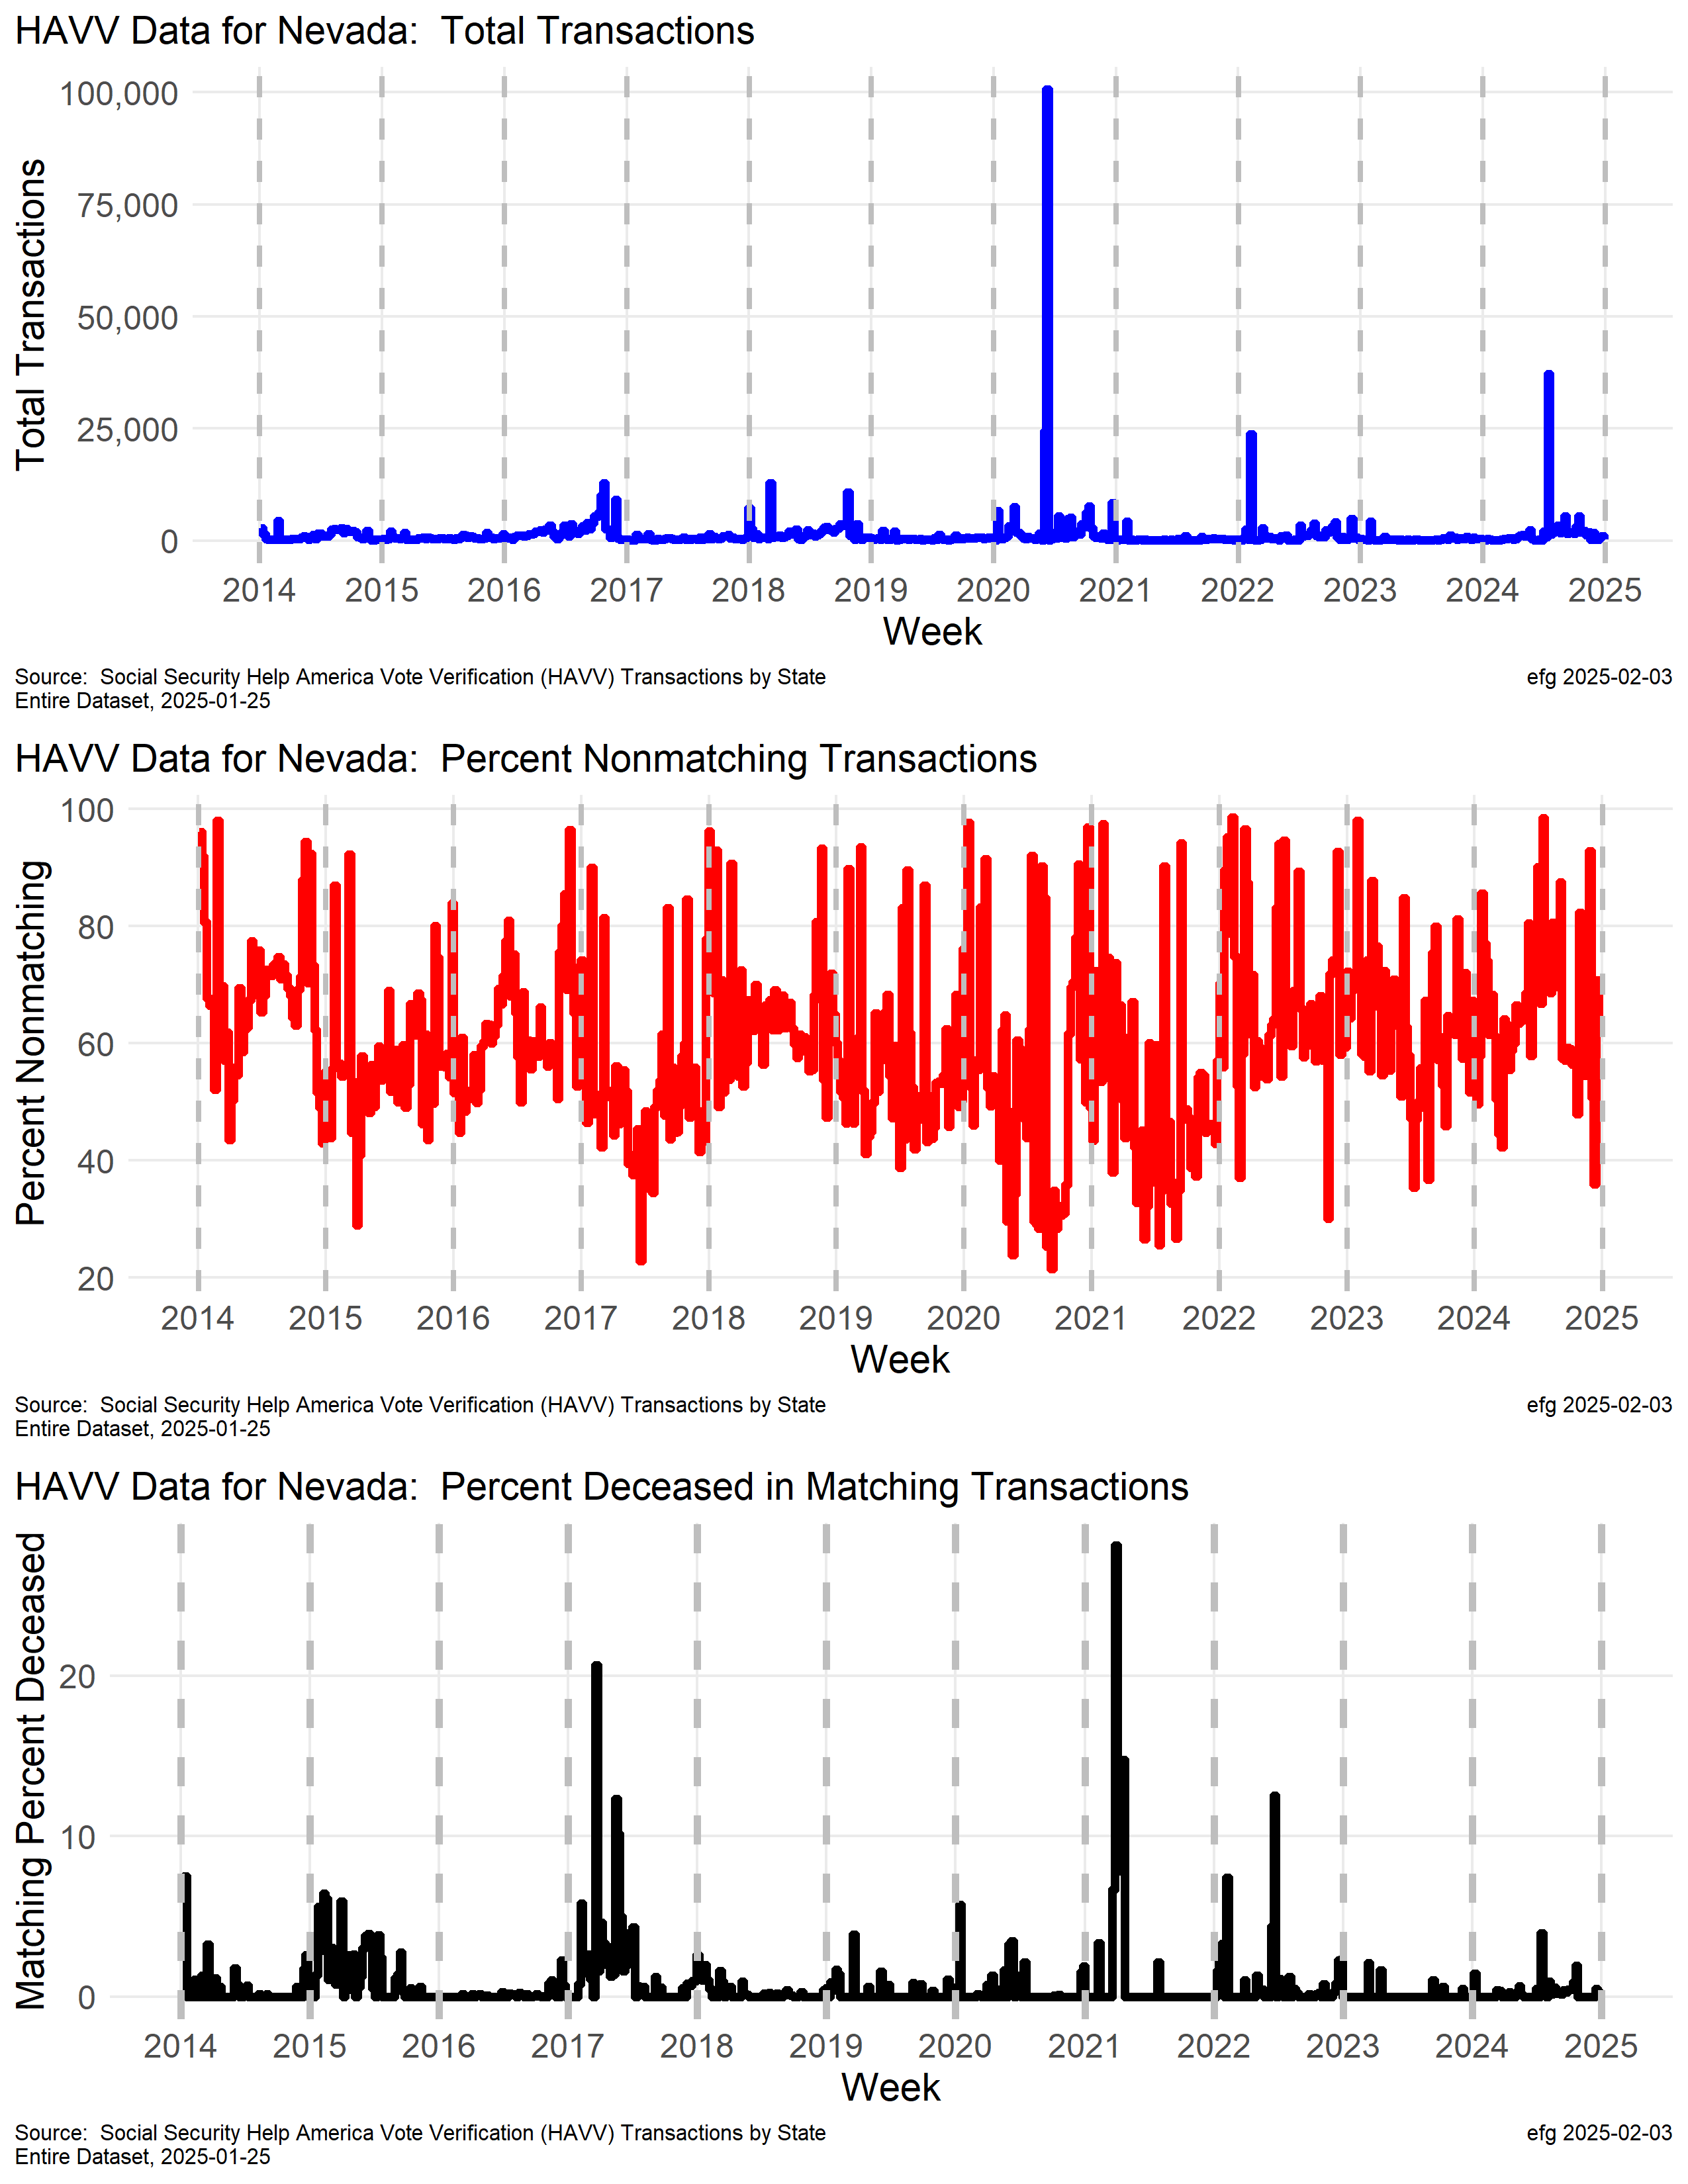 HAVV Data for Nevada:  Total Transactions
Total Transactions
100,000
75,000
50,000
25,000
0
2014 2015 2016 2017 2018 2019 2020 2021 2022 2023 2024 2025
Week
Source:  Social Security Help America Vote Verification (HAVV) Transactions by State efg 2025-02-03
Entire Dataset, 2025-01-25
HAVV Data for Nevada:  Percent Nonmatching Transactions
Percent Nonmatching
100
80
60
40
20
2014 2015 2016 2017 2018 2019 2020 2021 2022 2023 2024 2025
Week
Source:  Social Security Help America Vote Verification (HAVV) Transactions by State efg 2025-02-03
Entire Dataset, 2025-01-25
HAVV Data for Nevada:  Percent Deceased in Matching Transactions
Matching Percent Deceased
20
10
0
2014 2015 2016 2017 2018 2019 2020 2021 2022 2023 2024 2025
Week
Source:  Social Security Help America Vote Verification (HAVV) Transactions by State efg 2025-02-03
Entire Dataset, 2025-01-25